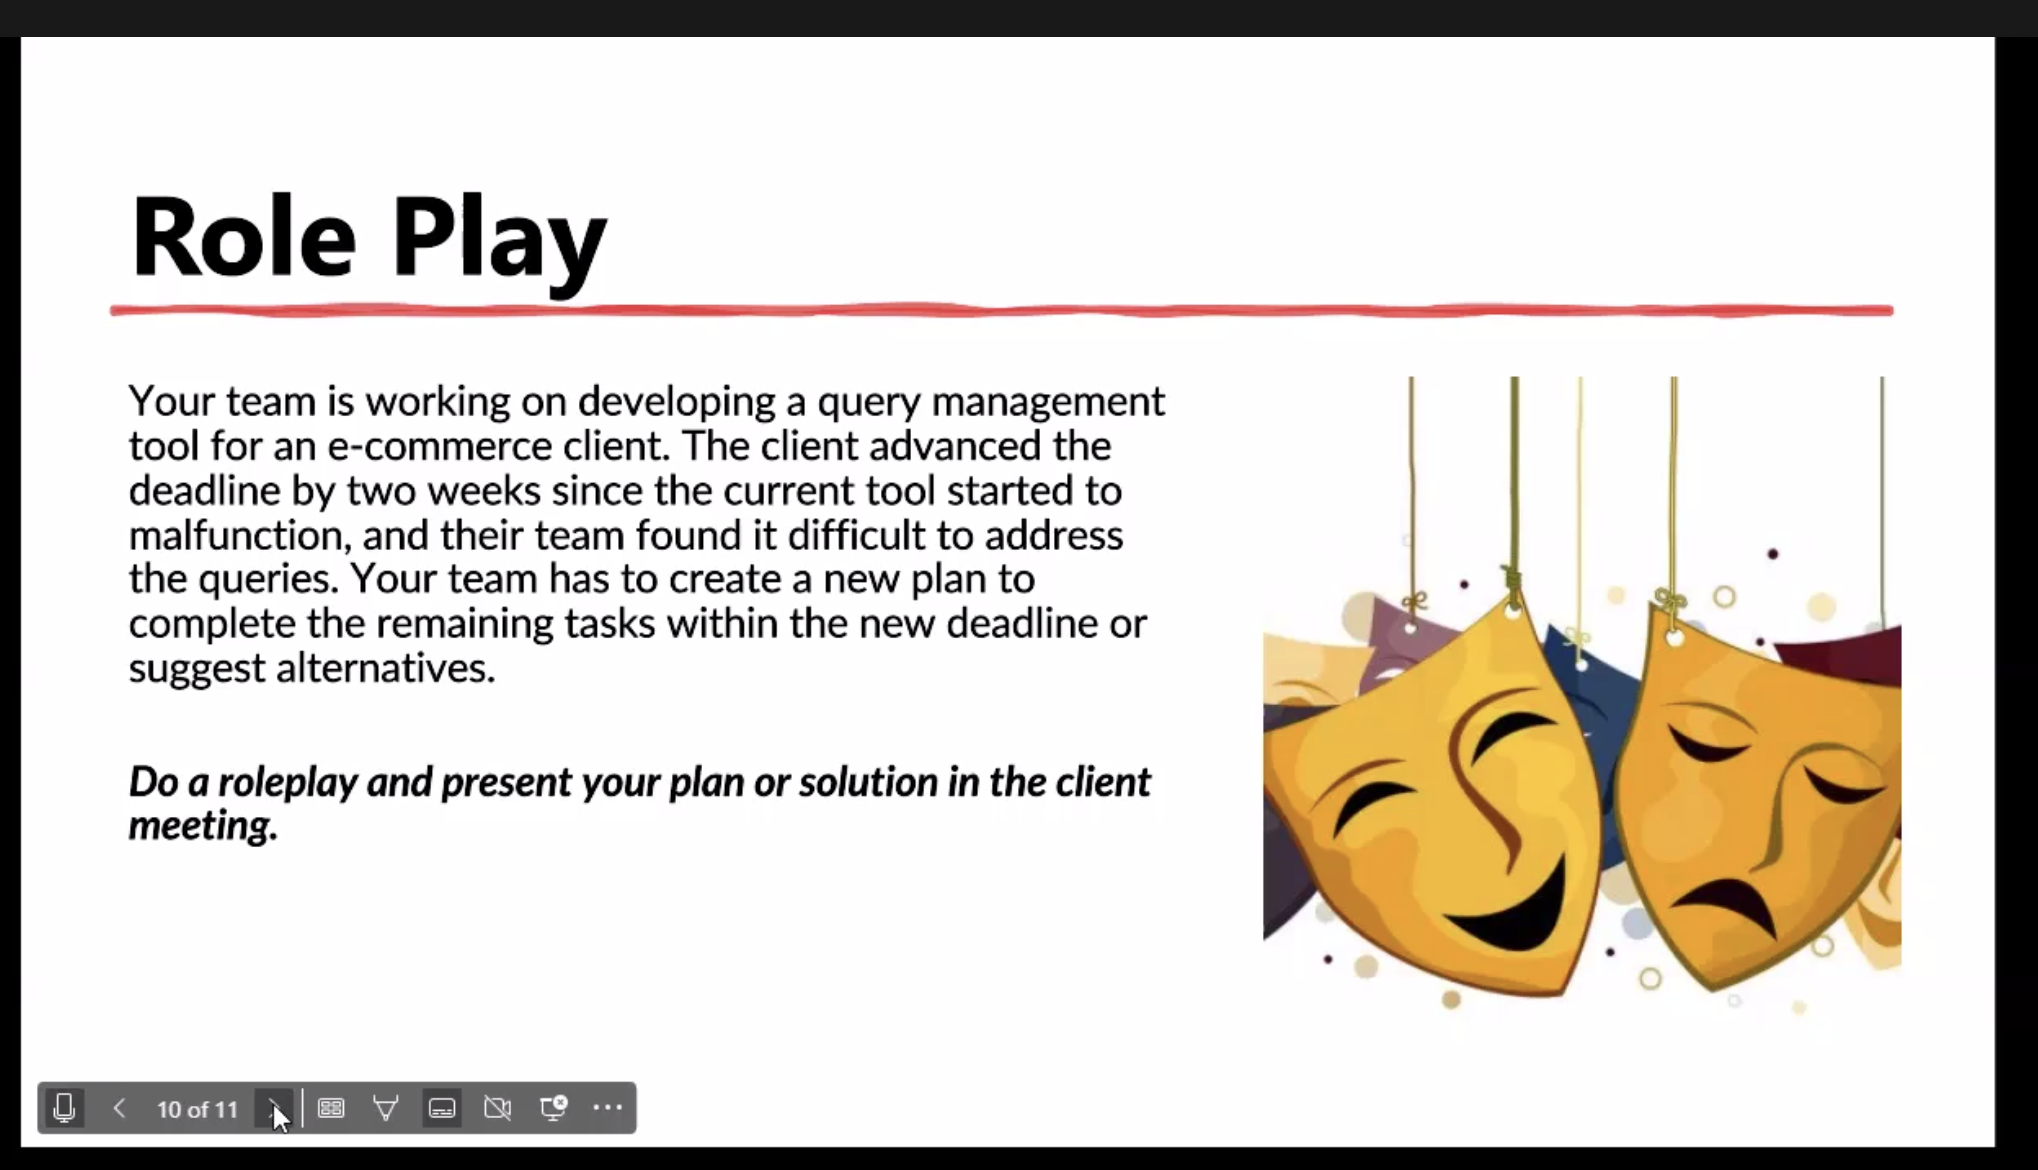 Role Play
Your team is working on developing a query management
tool for an e-commerce client. The client advanced the
deadline by two weeks since the current tool started to
malfunction, and their team found it difficult to address
the queries. Your team has to create a new plan to
complete the remaining tasks within the new deadline or
suggest alternatives.
Do a roleplay and present your plan or solution in the client
meeting.
10 of 11